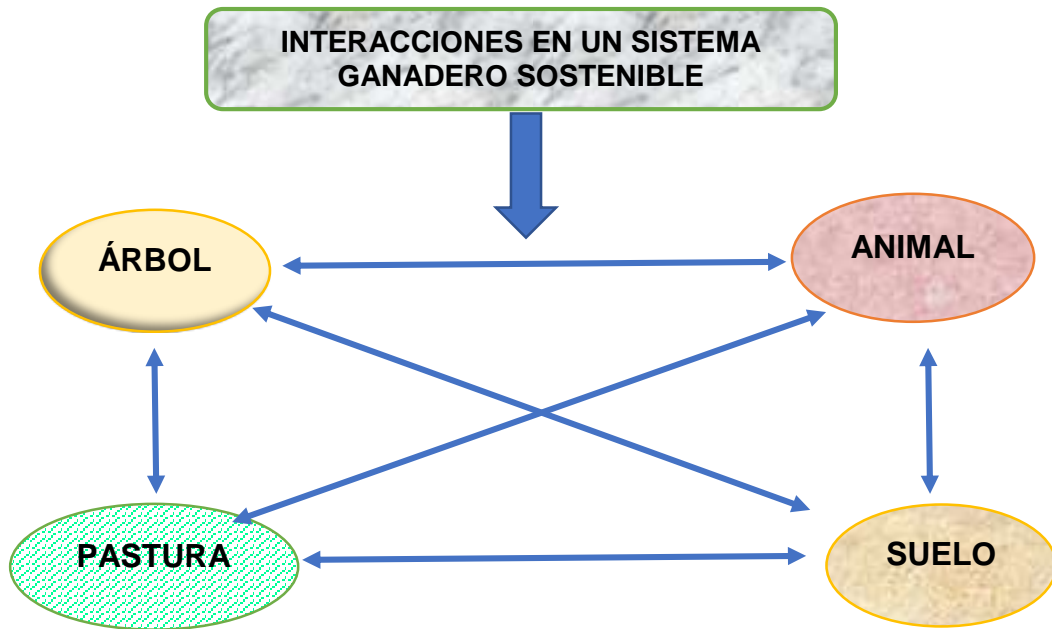 INTERACCIONES EN UN SISTEMA
GANADERO SOSTENIBLE
ÁRBOL
ANIMAL
PASTURA
SUELO